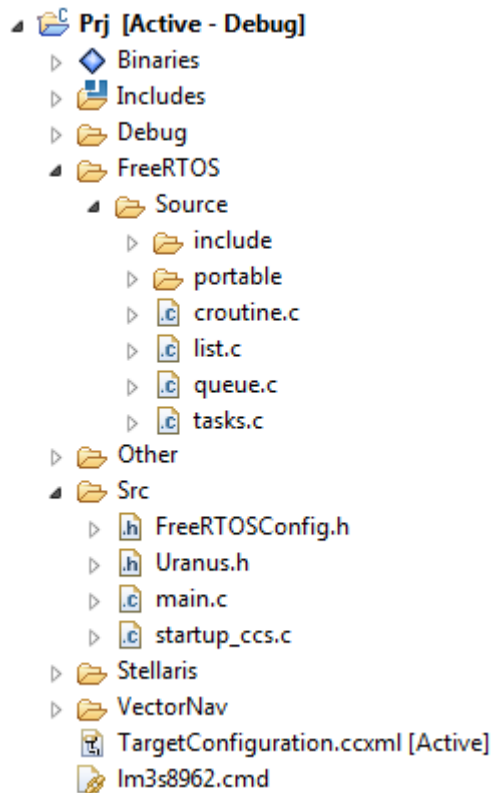 Prj [Active - Debug]
Binaries
Includes
Debug
FreeRTOS
Source
include
portable
croutine.c
list.c
queue.c
tasks.c
Other
Src
FreeRTOSConfig.h
Uranus.h
main.c
startup_ccs.c
Stellaris
VectorNav
TargetConfiguration.ccxml [Active]
lm3s8962.cmd